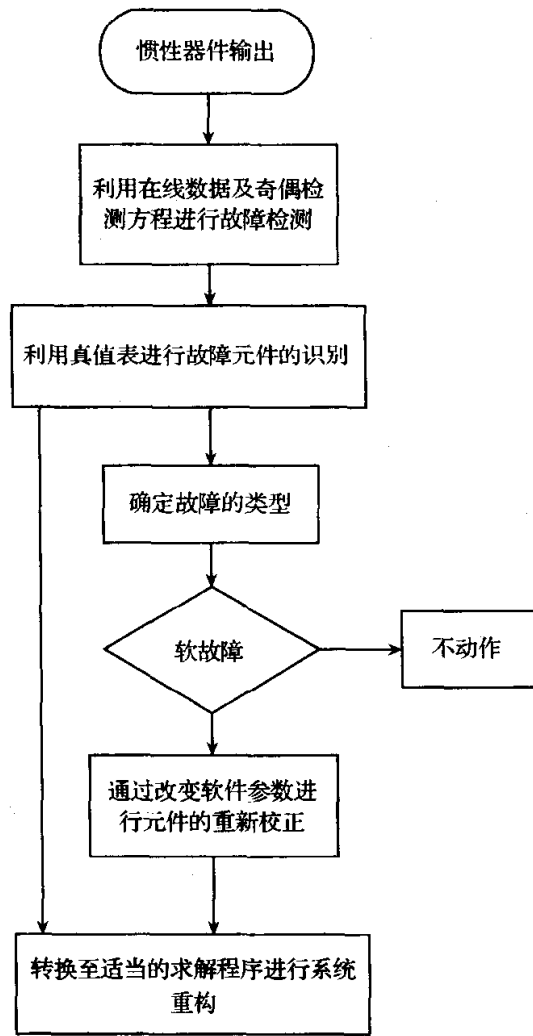 惯性器件输出
利用在线数据及奇偶检
测方程进行故障检测
利用真值表进行故障元件的识别
确定故障的类型
软故障
不动作
通过改变软件参数进
行元件的重新校正
转换至适当的求解程序进行系统
重构